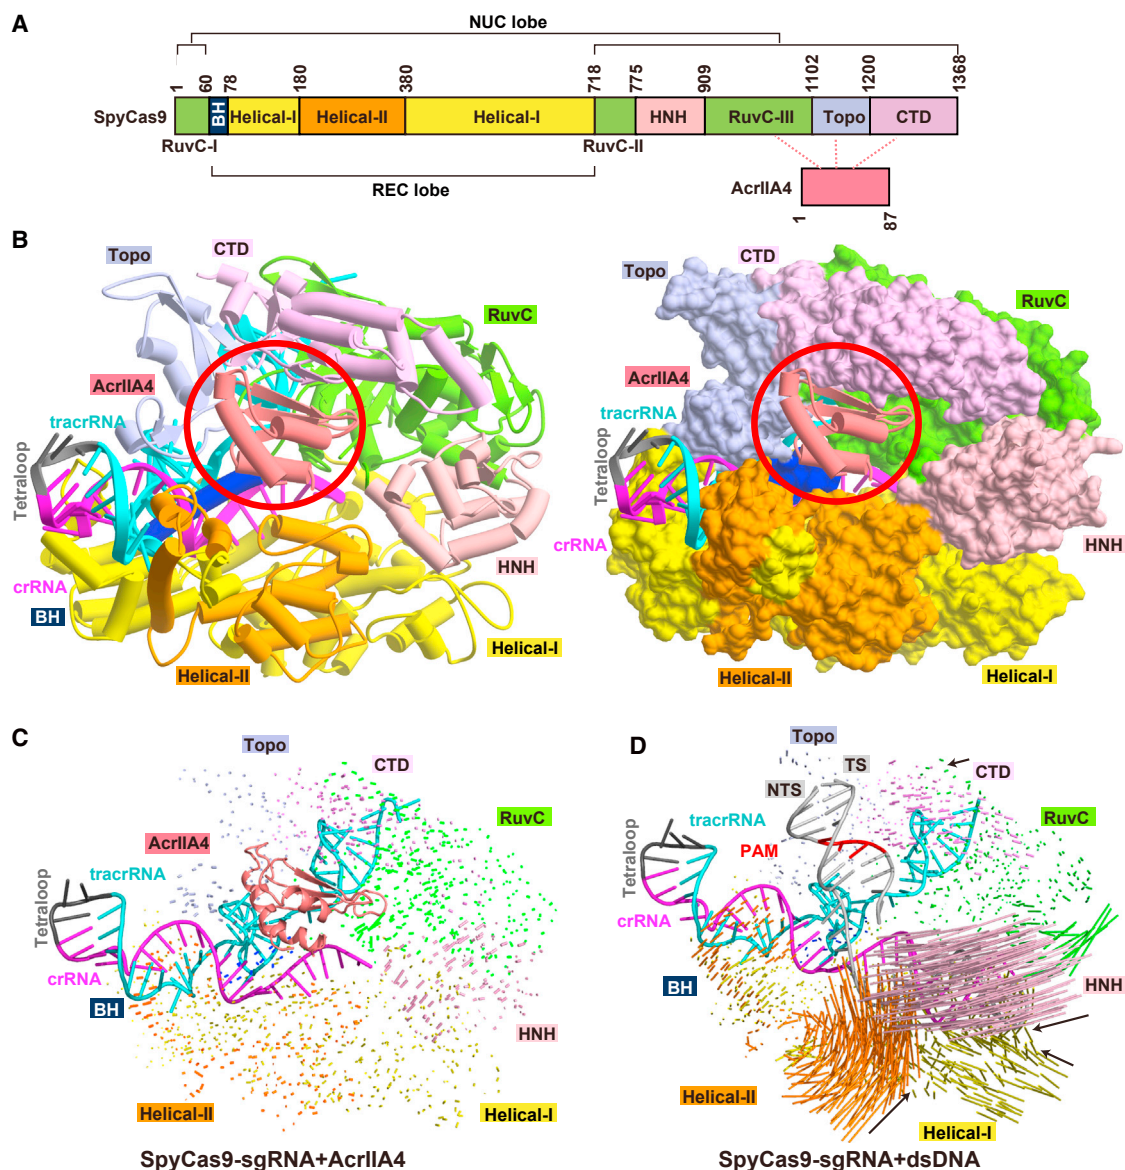 A
NUC lobe
1 60 78 180 380 718 775 909 1102 1200 1368
SpyCas9
BH Helical-I Helical-II Helical-I HNH RuvC-III Topo CTD
RuvC-I RuvC-II
REC lobe
AcrIIA4
1 87
B
Topo
CTD
RuvC
AcrIIA4
tracrRNA
Tetraloop
crRNA
BH
HNH
Helical-I
Helical-II
CTD
Topo
RuvC
AcrIIA4
tracrRNA
Tetraloop
crRNA
HNH
Helical-II
Helical-I
C
Topo
CTD
RuvC
AcrIIA4
tracrRNA
Tetraloop
crRNA
BH
HNH
Helical-II
Helical-I
SpyCas9-sgRNA+AcrIIA4
D
Topo
TS
CTD
NTS
RuvC
tracrRNA
PAM
Tetraloop
crRNA
BH
HNH
Helical-II
Helical-I
SpyCas9-sgRNA+dsDNA